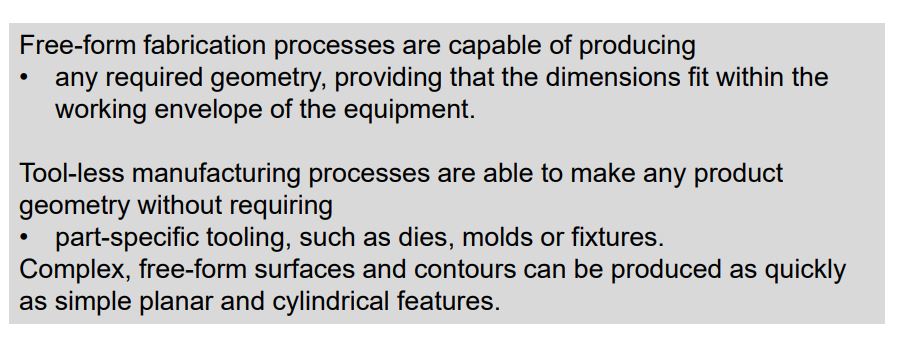 Free-form fabrication processes are capable of producing
• any required geometry, providing that the dimensions fit within the
working envelope of the equipment.
Tool-less manufacturing processes are able to make any product
geometry without requiring
• part-specific tooling, such as dies, molds or fixtures.
Complex, free-form surfaces and contours can be produced as quickly
as simple planar and cylindrical features.